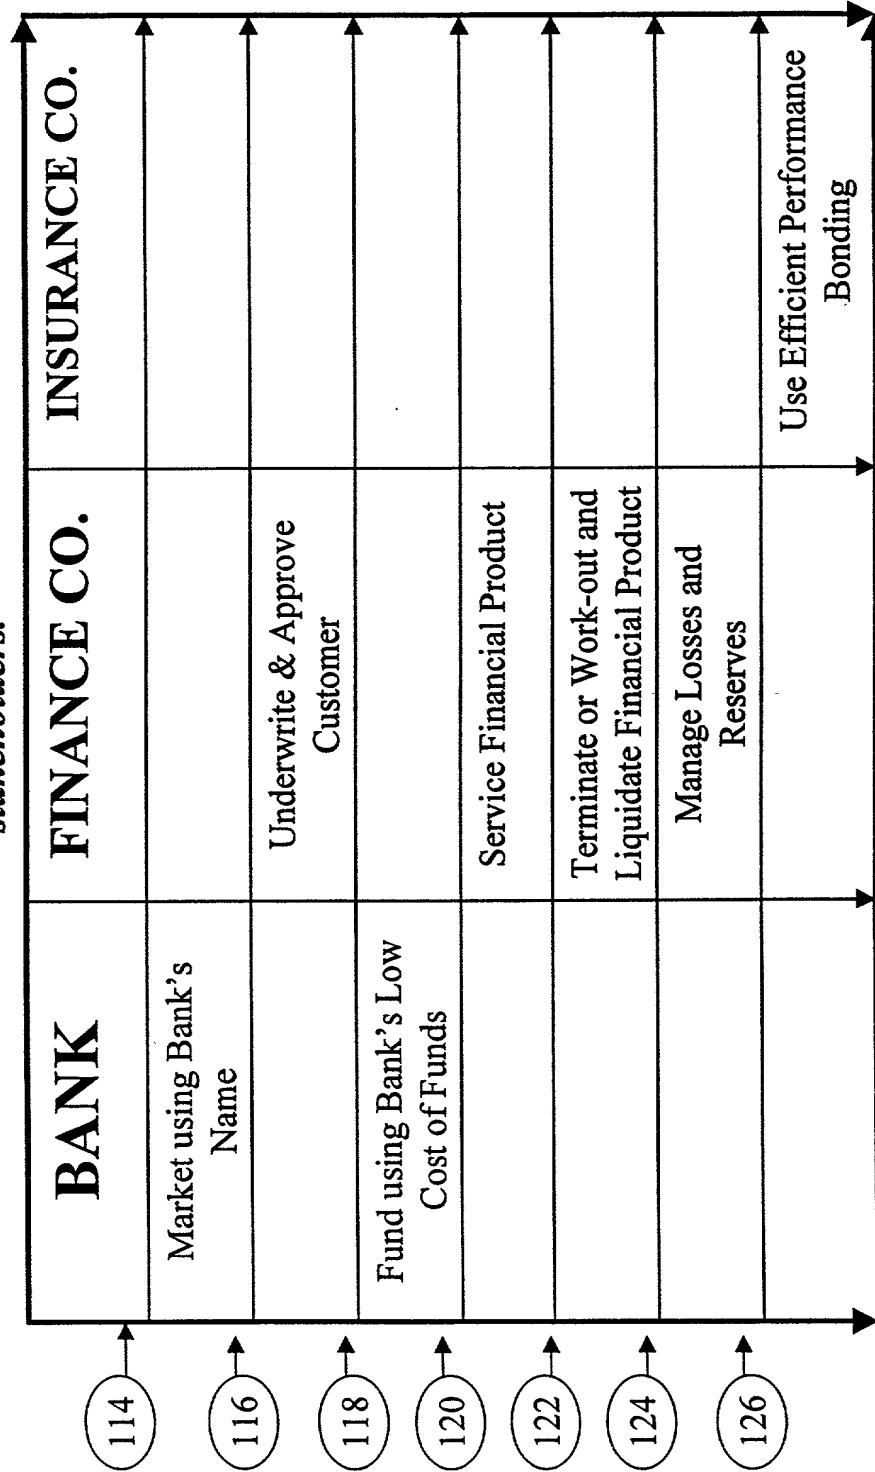 BANK
FINANCE CO.
INSURANCE CO.
114
Market using Bank’s
Name
116
Underwrite & Approve
Customer
118
Fund using Bank’s Low
Cost of Funds
120
Service Financial Product
122
Terminate or Work-out and
Liquidate Financial Product
124
Manage Losses and
Reserves
126
Use Efficient Performance
Bonding